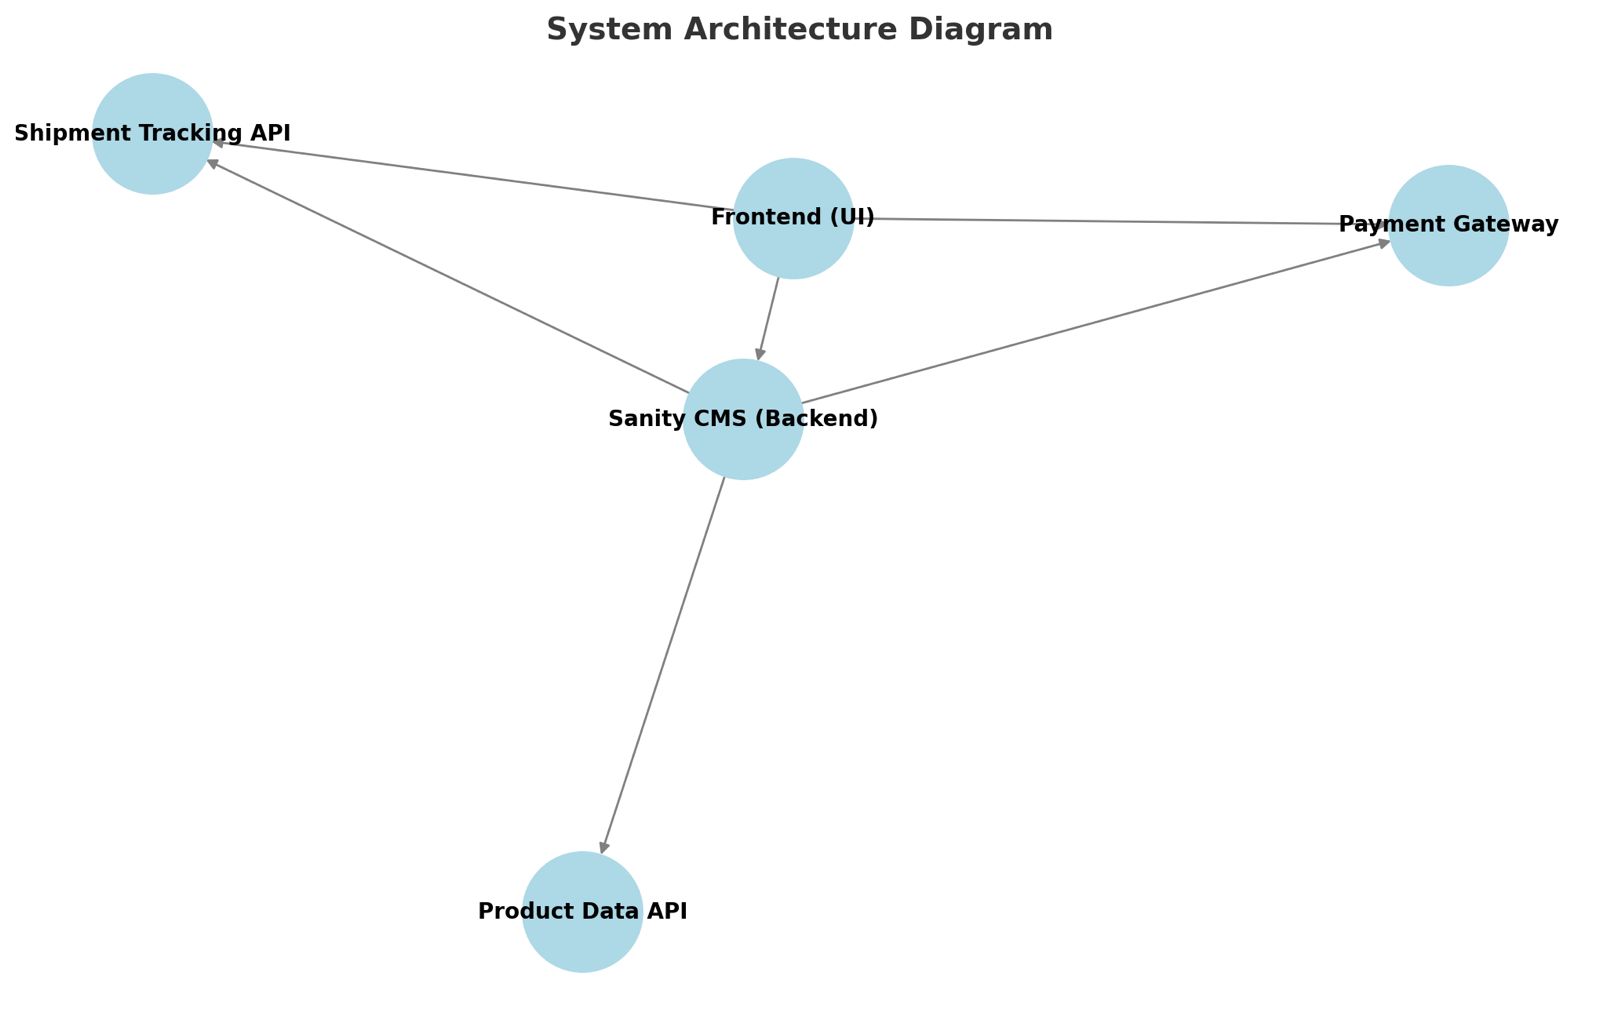 System Architecture Diagram
Shipment Tracking API
Frontend (UI)
Payment Gateway
Sanity CMS (Backend)
Product Data API